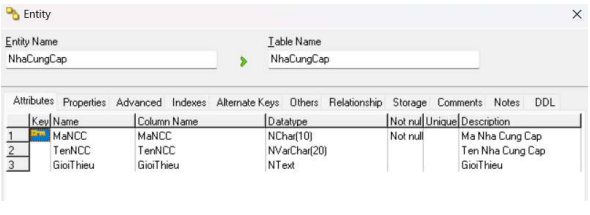 Entity
Entity Name
Table Name
NhaCungCap
NhaCungCap
Attributes Properties Advanced Indexes Alternate Keys Others Relationship Storage Comments Notes DDL
Key Name Column Name Datatype Not nul Unique Description
1 MaNCC MaNCC NChar(10) Not null Ma Nha Cung Cap
2 TenNCC TenNCC NVarChar(20) Ten Nha Cung Cap
3 GioiThieu GioiThieu NText GioiThieu